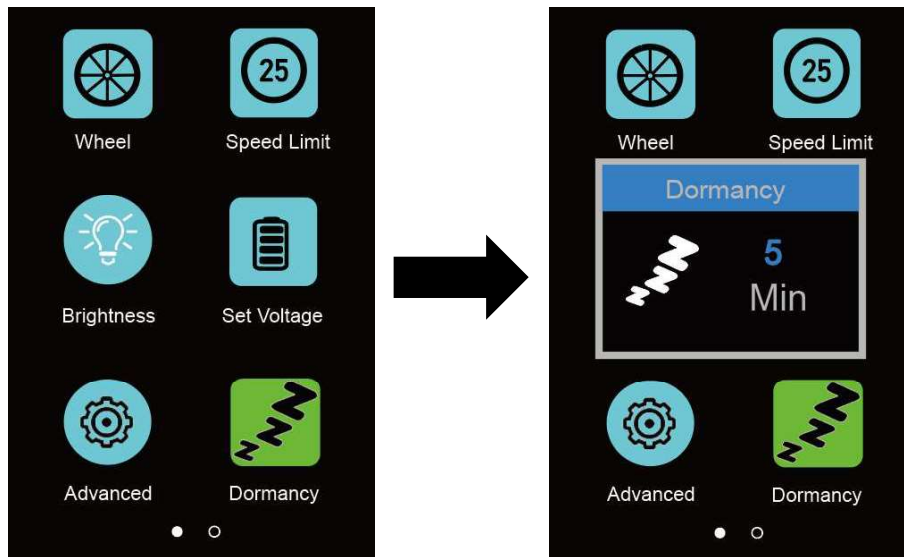 25
Wheel
Speed Limit
Brightness
Set Voltage
Advanced
Dormancy
25
Wheel
Speed Limit
Dormancy
5
Min
Advanced
Dormancy